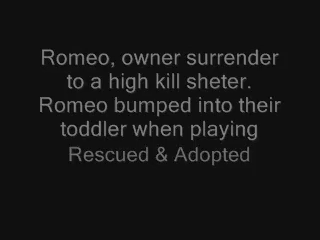 Romeo, owner surrender
to a high kill sheter.
Romeo bumped into their
toddler when playing
Rescued & Adopted